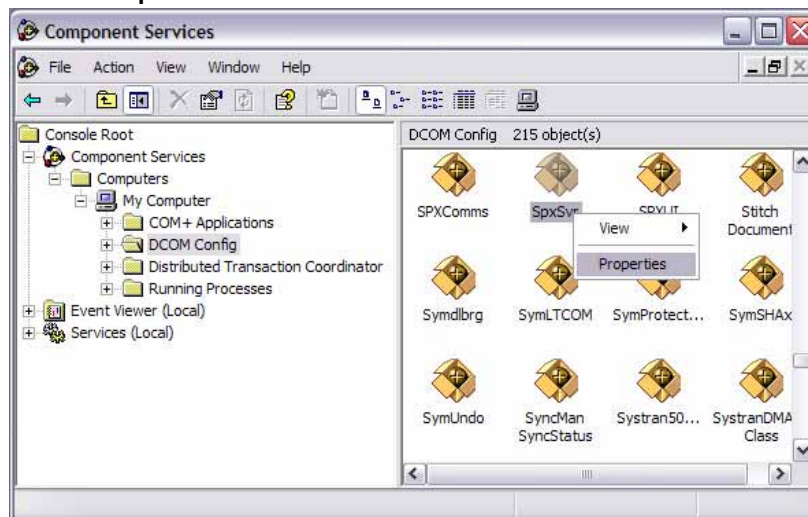 Component Services
File Action View Window Help
Console Root
Component Services
Computers
My Computer
COM+ Applications
DCOM Config
Distributed Transaction Coordinator
Running Processes
Event Viewer (Local)
Services (Local)
DCOM Config 215 object(s)
SPXComms SpxSvr SPXUI Stitch
Document
View
Properties
Symdlbrg SymLTCOM SymProtect... SymSHAx
SymUndo SyncMan Systran50... SystranDMA
SyncStatus Class